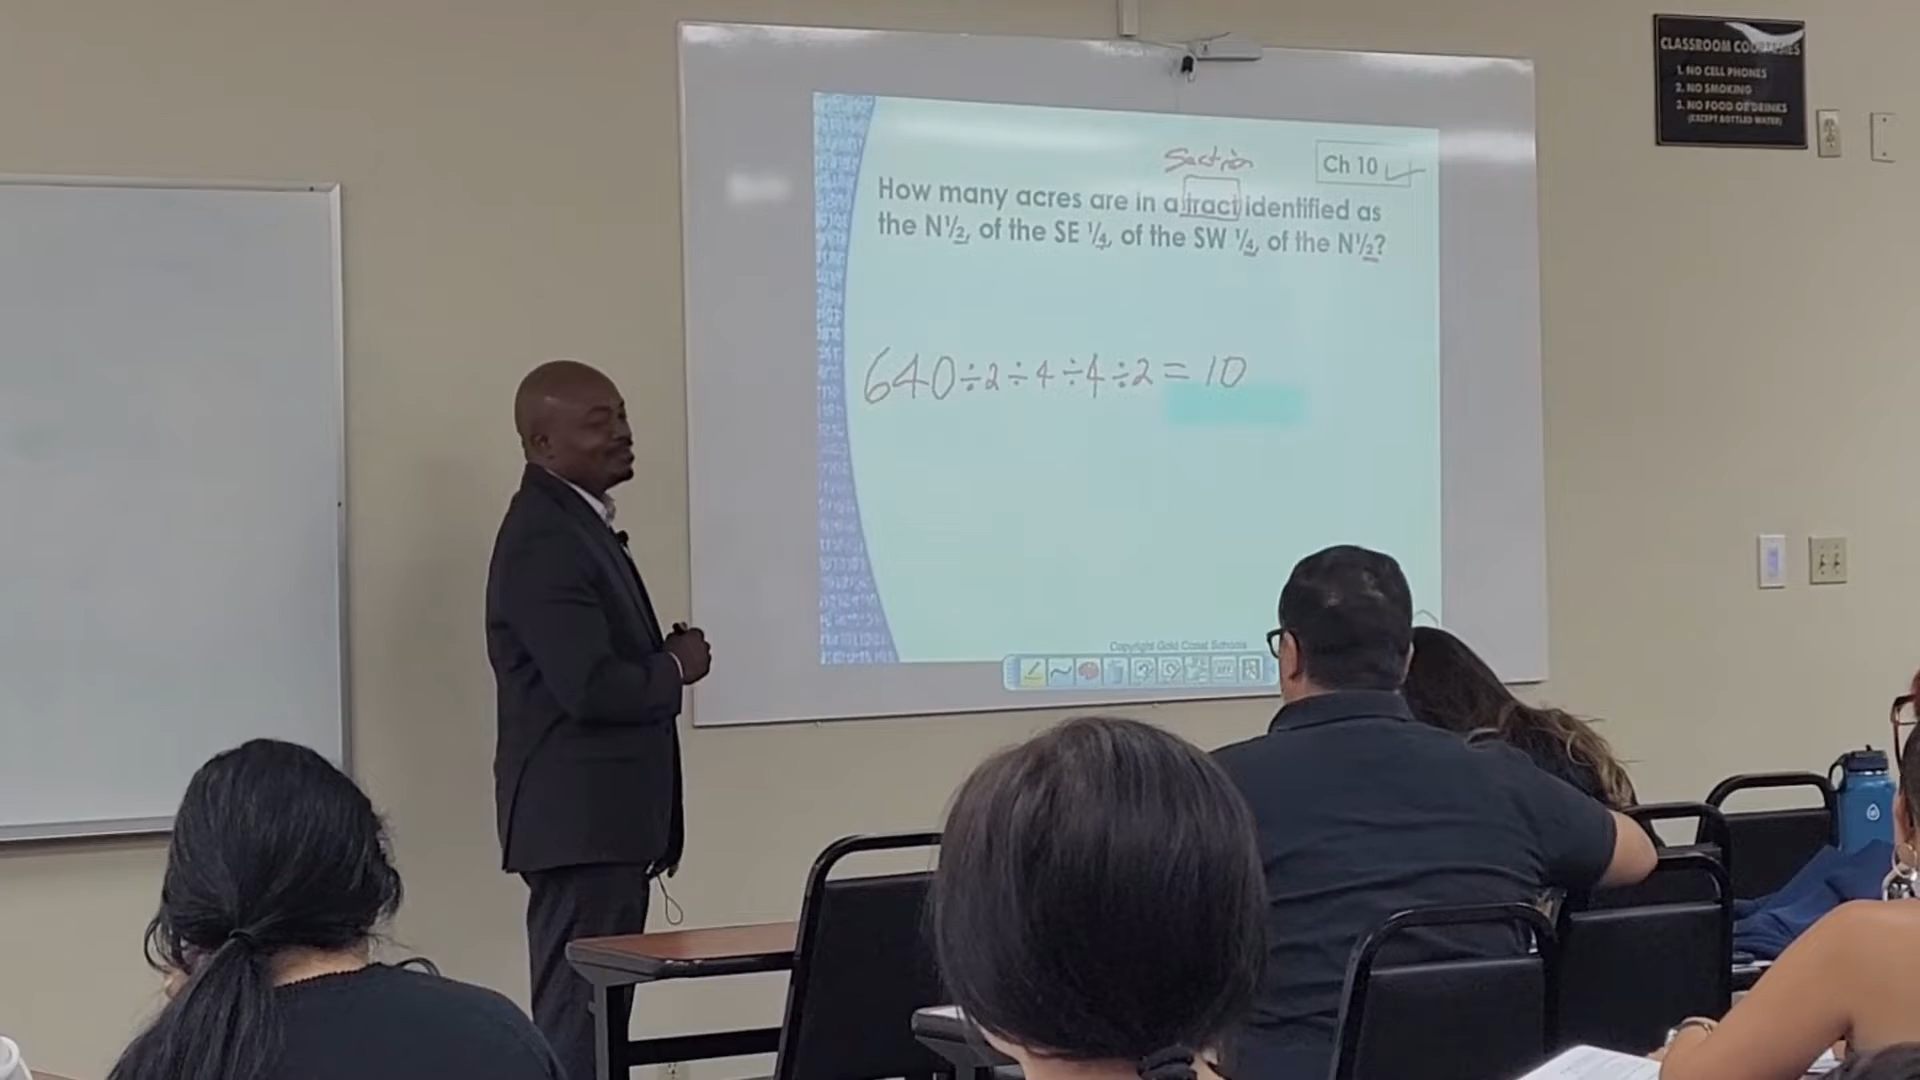 Section
Ch 10
How many acres are in a tract identified as
the N½, of the SE ¼, of the SW ¼, of the N½?
640÷2÷4÷4÷2=10
Copyright Gold Coast Schools
CLASSROOM COURTESIES
1. NO CELL PHONES
2. NO SMOKING
3. NO FOOD OR DRINKS
(EXCEPT BOTTLED WATER)